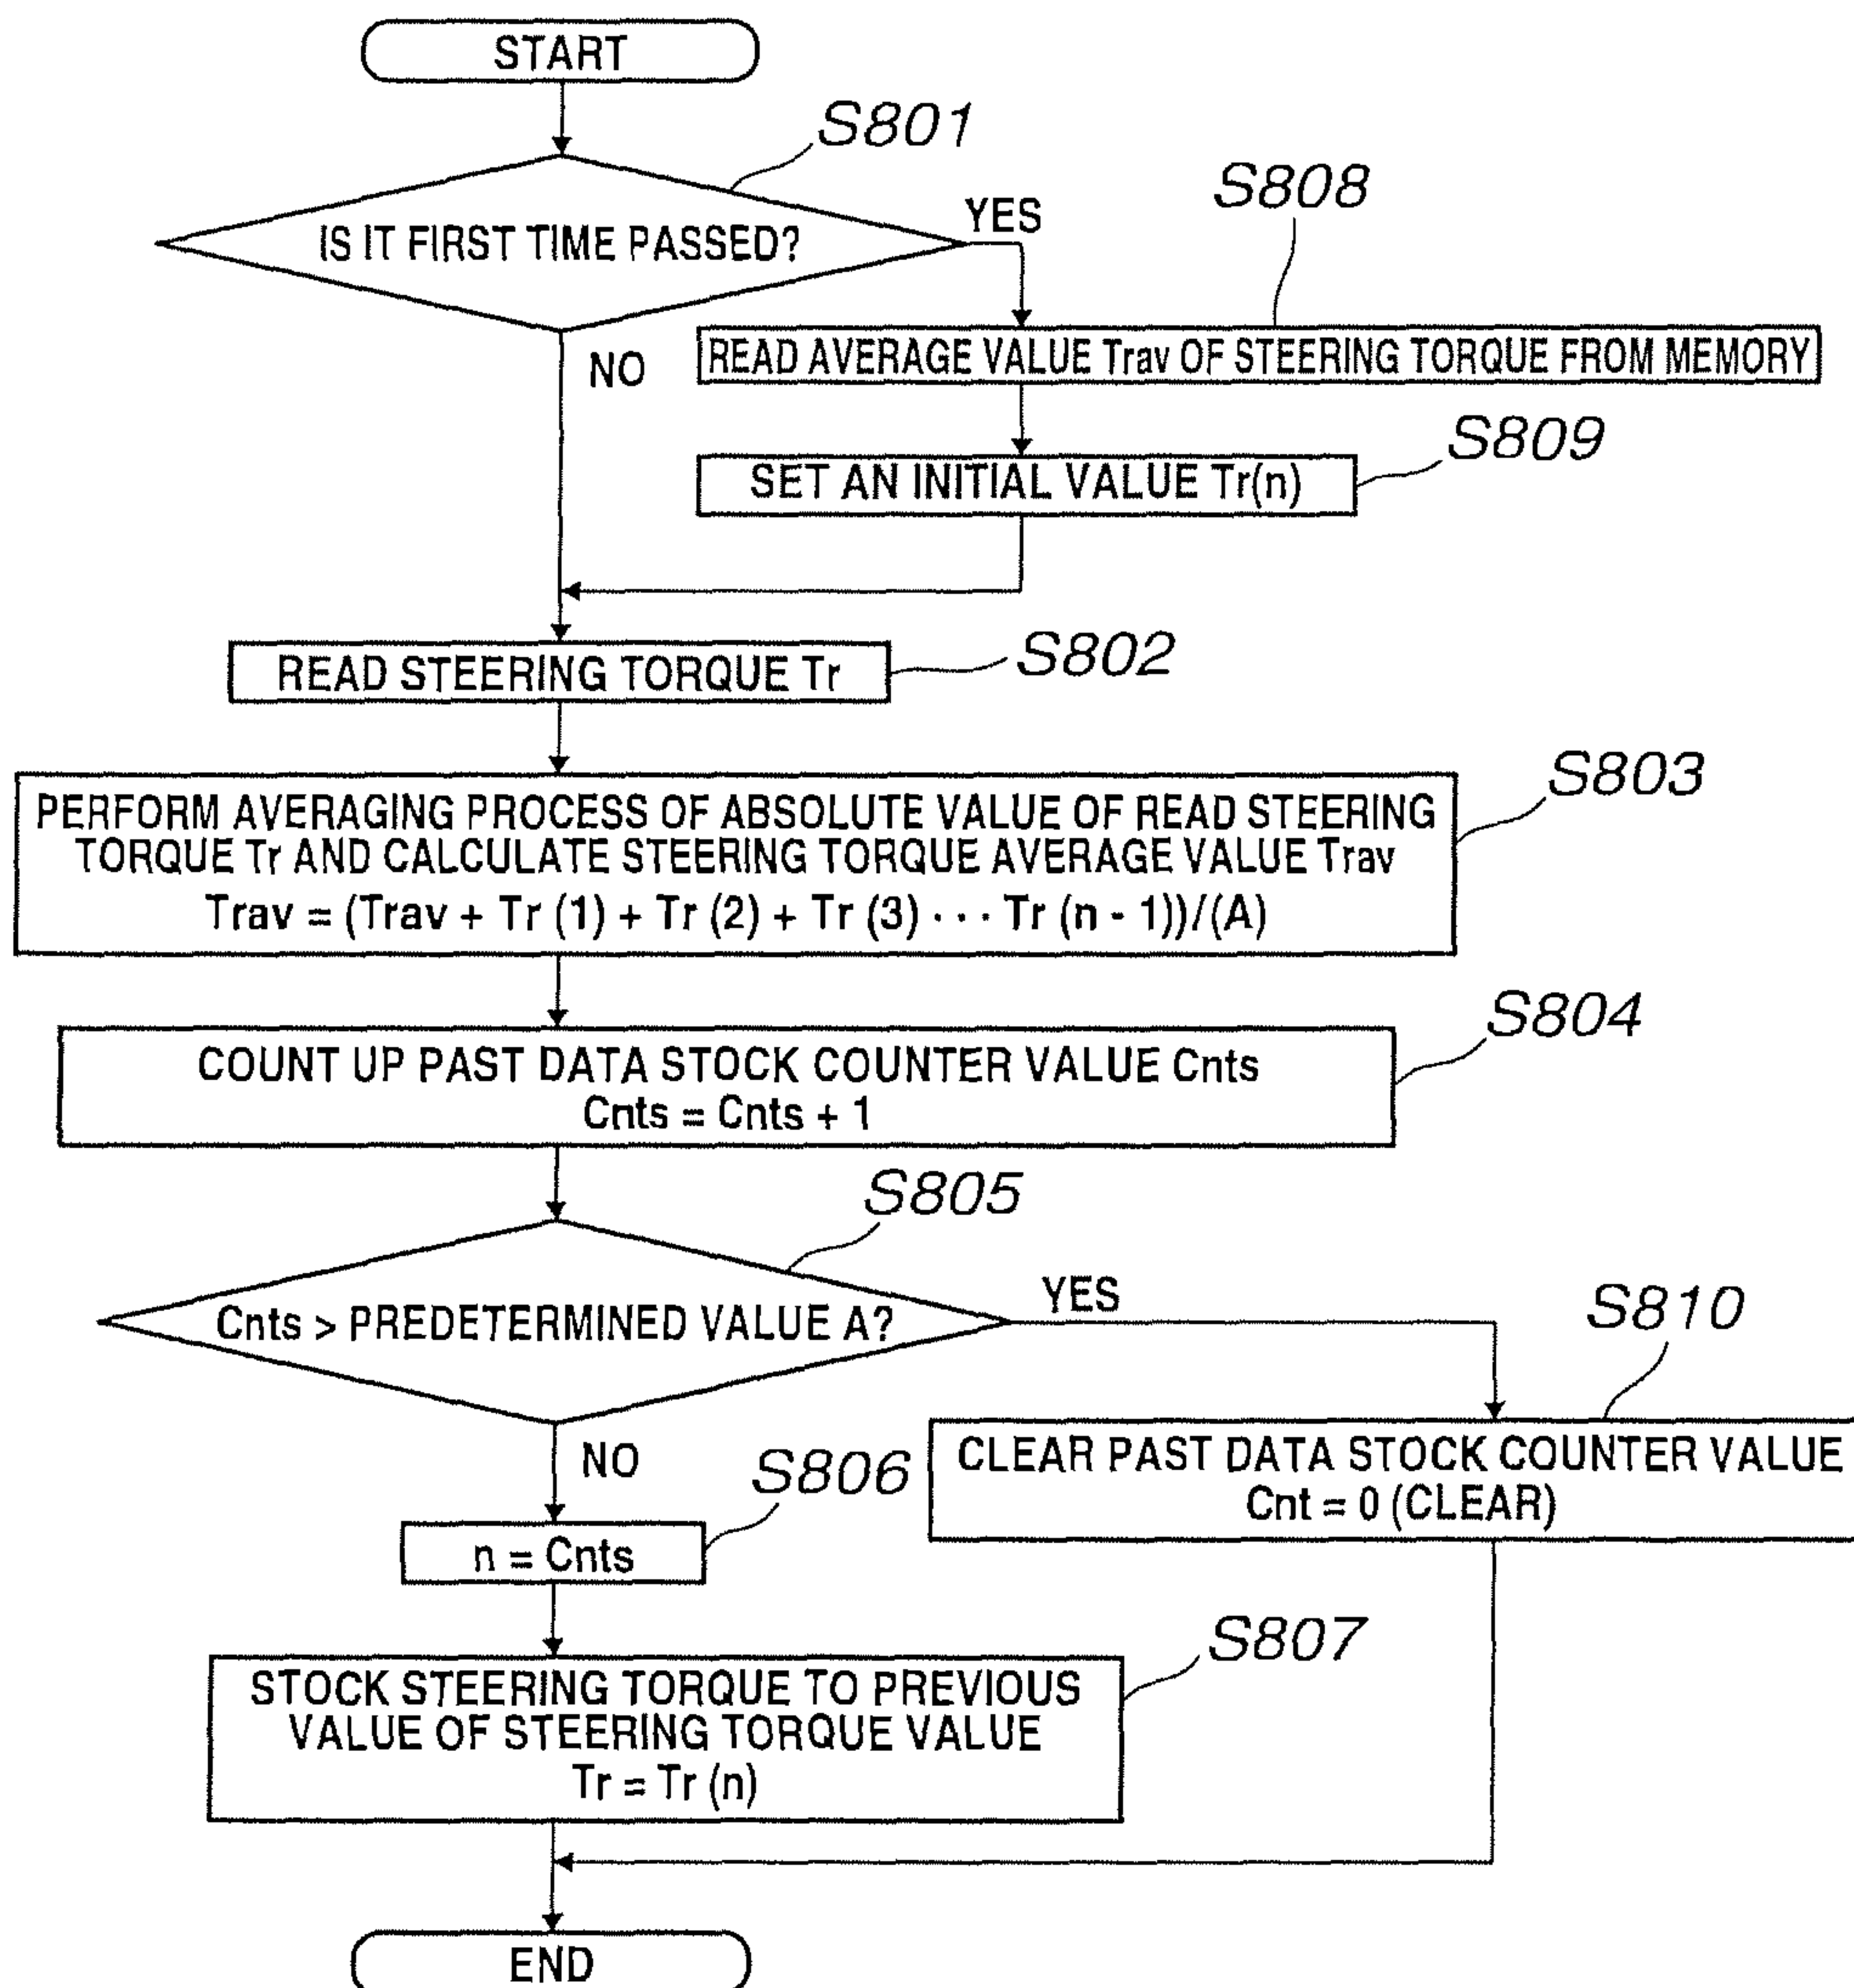 START
S801
IS IT FIRST TIME PASSED?
YES
S808
NO
READ AVERAGE VALUE Trav OF STEERING TORQUE FROM MEMORY
S809
SET AN INITIAL VALUE Tr(n)
READ STEERING TORQUE Tr
S802
S803
PERFORM AVERAGING PROCESS OF ABSOLUTE VALUE OF READ STEERING
TORQUE Tr AND CALCULATE STEERING TORQUE AVERAGE VALUE Trav
Trav = (Trav + Tr (1) + Tr (2) + Tr (3) · · · Tr (n - 1))/(A)
S804
COUNT UP PAST DATA STOCK COUNTER VALUE Cnts
Cnts = Cnts + 1
S805
Cnts > PREDETERMINED VALUE A?
YES
S810
NO
S806
CLEAR PAST DATA STOCK COUNTER VALUE
Cnt = 0 (CLEAR)
n = Cnts
S807
STOCK STEERING TORQUE TO PREVIOUS
VALUE OF STEERING TORQUE VALUE
Tr = Tr (n)
END